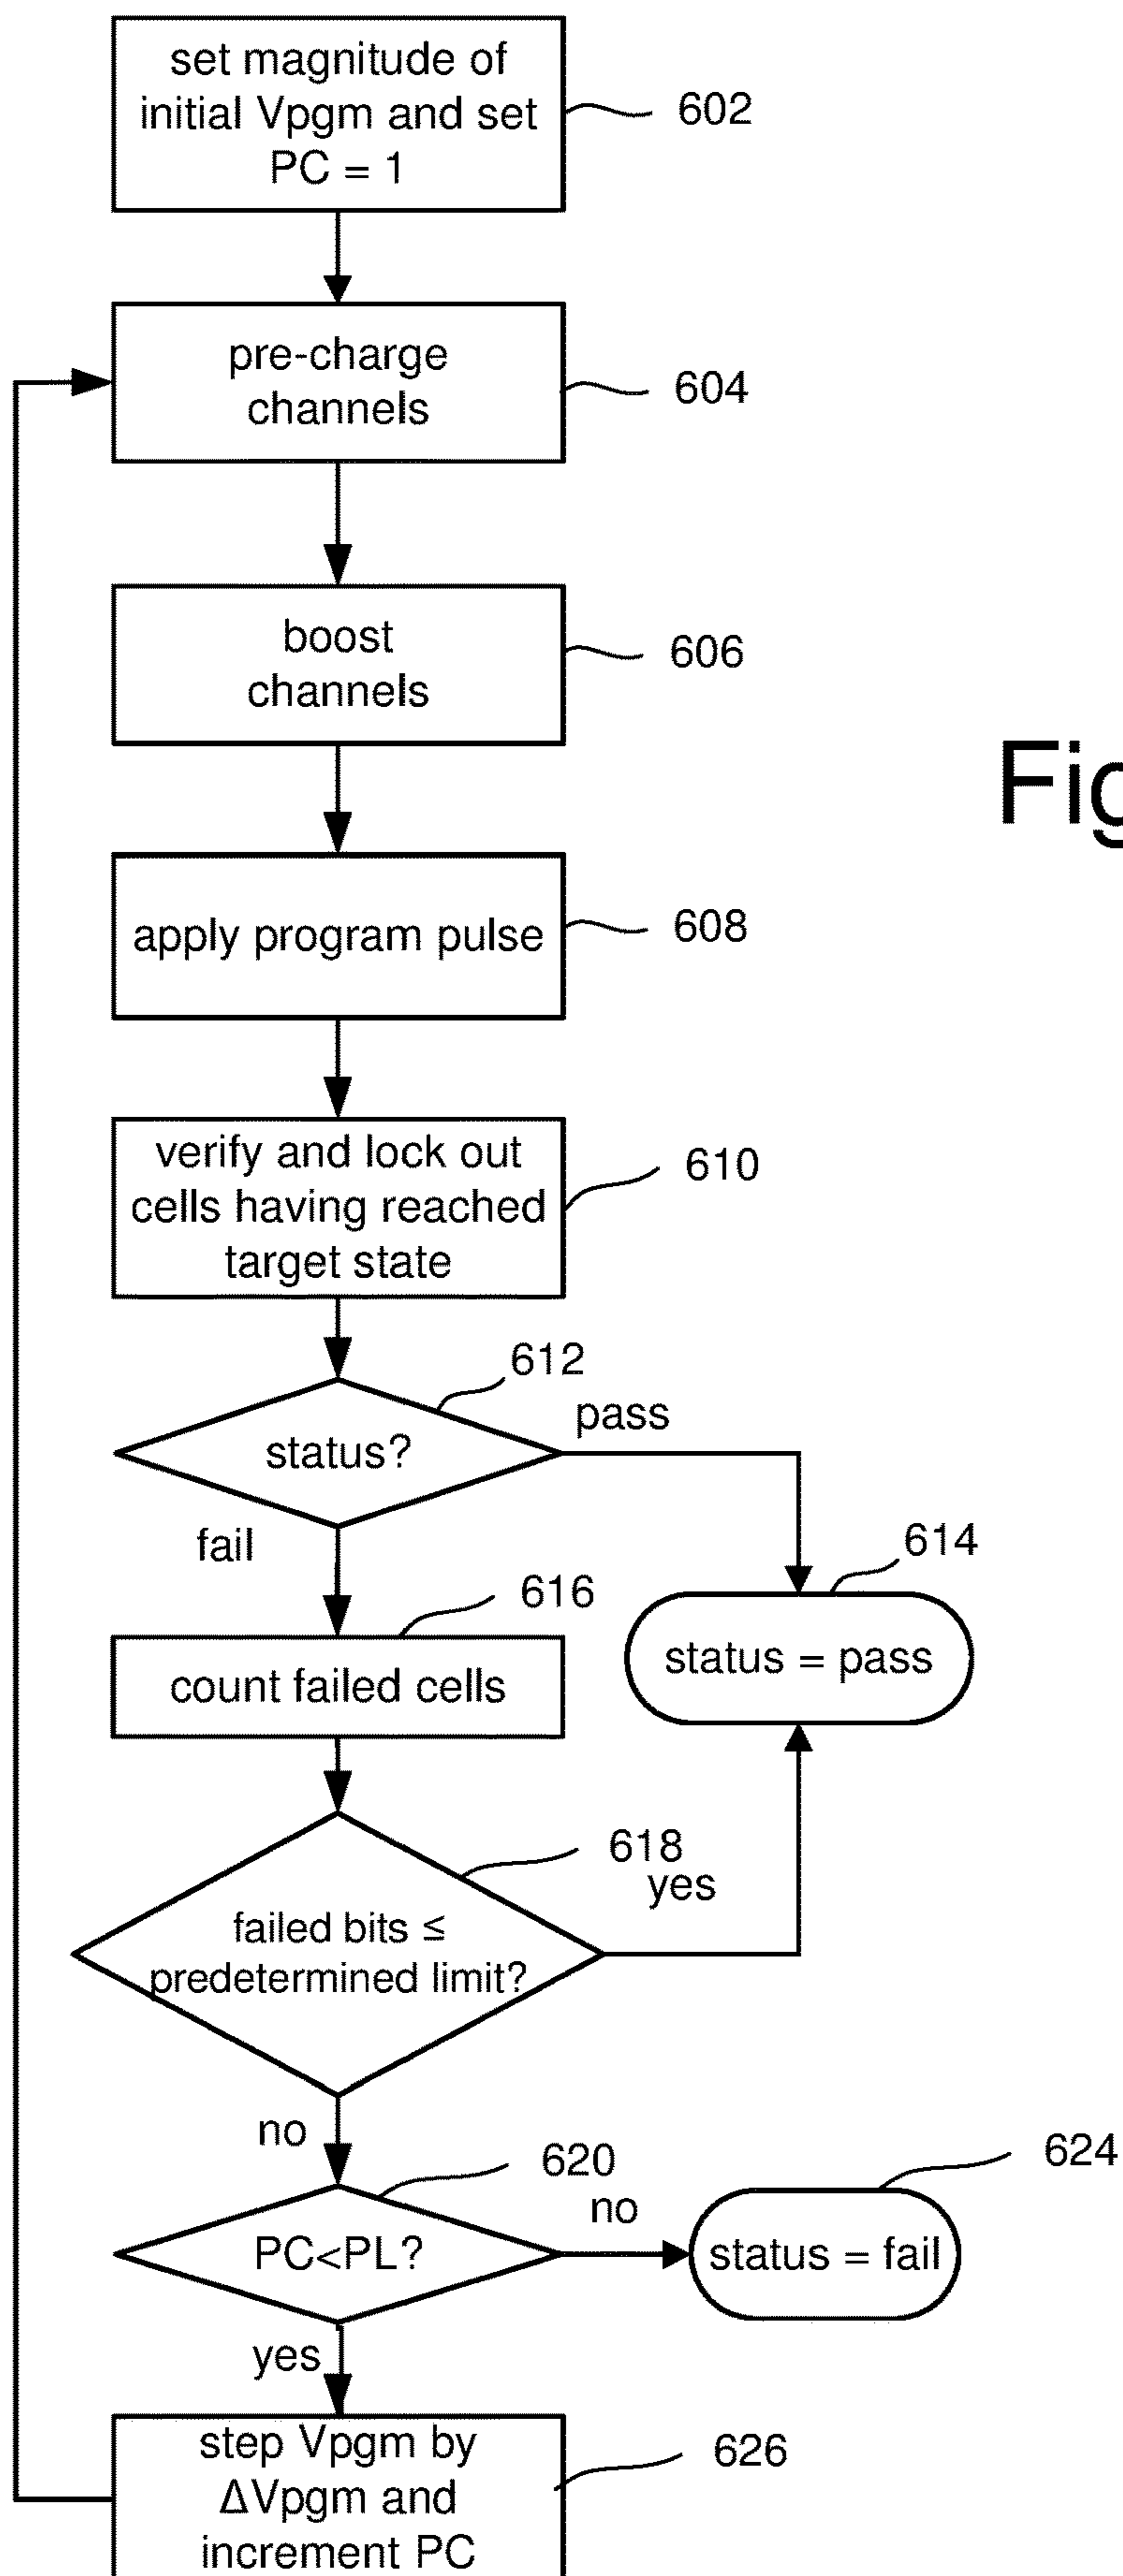 set magnitude of
initial Vpgm and set
PC = 1
602
pre-charge
channels
604
boost
channels
606
Fig
apply program pulse
608
verify and lock out
cells having reached
target state
610
612
status?
pass
fail
614
616
status = pass
count failed cells
618
yes
failed bits ≤
predetermined limit?
no
620
624
no
PC<PL?
status = fail
yes
step Vpgm by
ΔVpgm and
increment PC
626